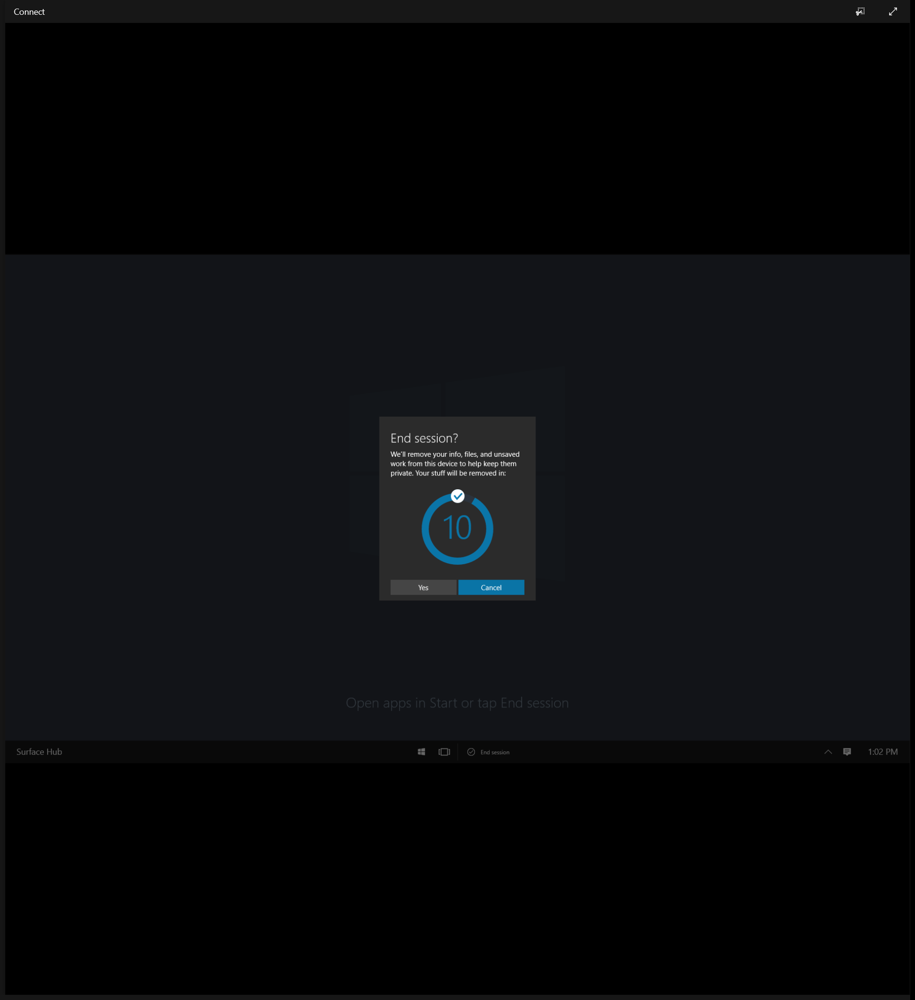 Connect
End session?
We'll remove your info, files, and unsaved
work from this device to help keep them
private. Your stuff will be removed in:
10
Yes
Cancel
Open apps in Start or tap End session
Surface Hub
End session
1:02 PM